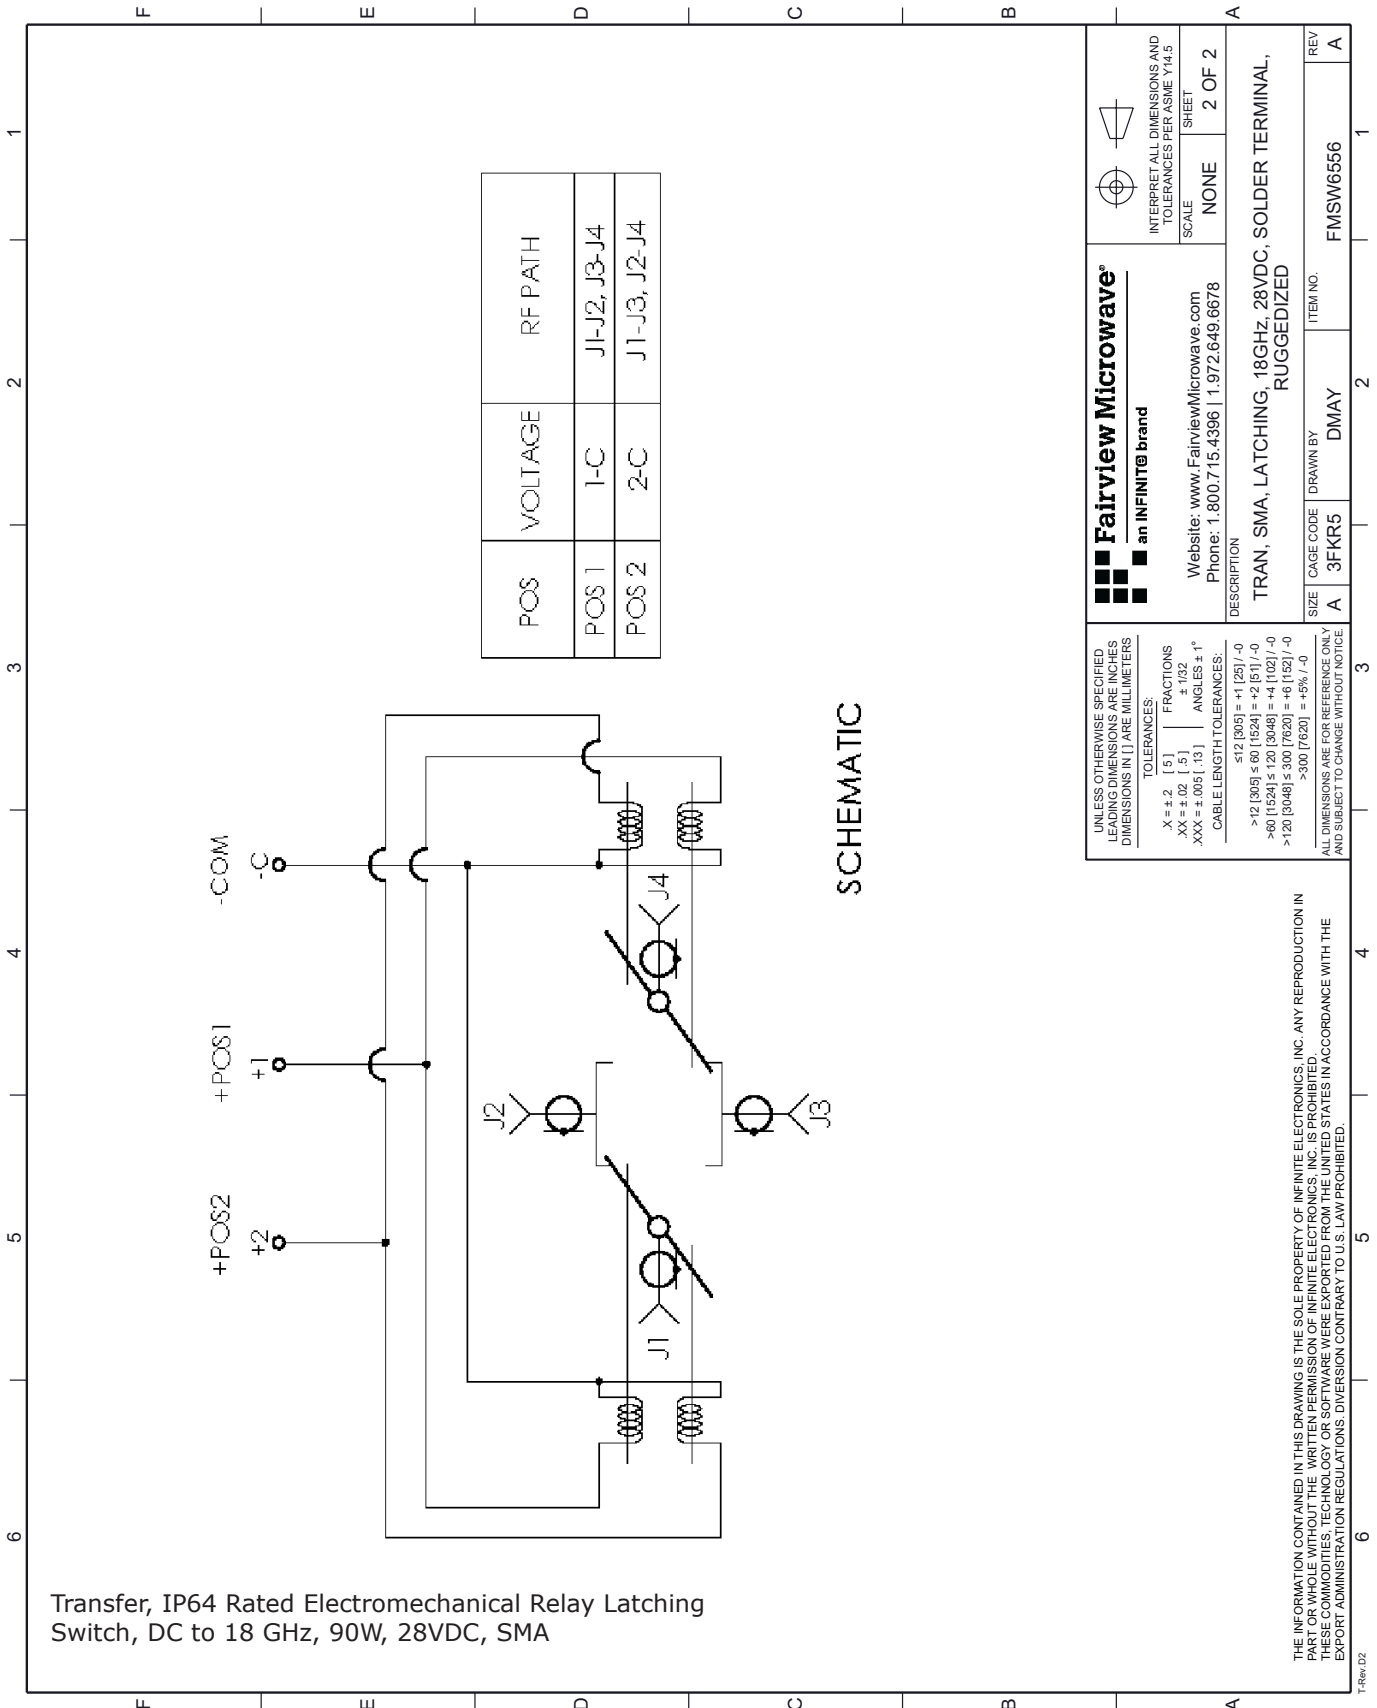 6
5
4
3
2
1
F
E
D
C
B
A
+POS2
+2
+POS1
+1
-COM
-C
J1
J2
J3
J4
SCHEMATIC
POS VOLTAGE RF PATH
POS 1 1-C J1-J2, J3-J4
POS 2 2-C J1-J3, J2-J4
UNLESS OTHERWISE SPECIFIED
LEADING DIMENSIONS ARE INCHES
DIMENSIONS IN [ ] ARE MILLIMETERS
TOLERANCES:
.X = ± .2 [ 5 ] FRACTIONS
.XX = ± .02 [ .5 ] ± 1/32
.XXX = ± .005 [ .13 ] ANGLES ± 1°
CABLE LENGTH TOLERANCES:
≤12 [305] = +1 [25] / -0
>12 [305] ≤ 60 [1524] = +2 [51] / -0
>60 [1524] ≤ 120 [3048] = +4 [102] / -0
>120 [3048] ≤ 300 [7620] = +6 [152] / -0
>300 [7620] = +5% / -0
ALL DIMENSIONS ARE FOR REFERENCE ONLY
AND SUBJECT TO CHANGE WITHOUT NOTICE.
Fairview Microwave®
an INFINIT® brand
Website: www.FairviewMicrowave.com
Phone: 1.800.715.4396 | 1.972.649.6678
INTERPRET ALL DIMENSIONS AND
TOLERANCES PER ASME Y14.5
SCALE
NONE
SHEET
2 OF 2
DESCRIPTION
TRAN, SMA, LATCHING, 18GHz, 28VDC, SOLDER TERMINAL,
RUGGEDIZED
SIZE
A
CAGE CODE
3FKR5
DRAWN BY
DMAY
ITEM NO.
FMSW6556
REV
A
THE INFORMATION CONTAINED IN THIS DRAWING IS THE SOLE PROPERTY OF INFINITE ELECTRONICS, INC. ANY REPRODUCTION IN
PART OR WHOLE WITHOUT THE WRITTEN PERMISSION OF INFINITE ELECTRONICS, INC. IS PROHIBITED.
THESE COMMODITIES, TECHNOLOGY OR SOFTWARE WERE EXPORTED FROM THE UNITED STATES IN ACCORDANCE WITH THE
EXPORT ADMINISTRATION REGULATIONS. DIVERSION CONTRARY TO U.S. LAW PROHIBITED.
6
5
4
3
2
1
F
E
D
C
B
A
T-Rev.D2
Transfer, IP64 Rated Electromechanical Relay Latching
Switch, DC to 18 GHz, 90W, 28VDC, SMA